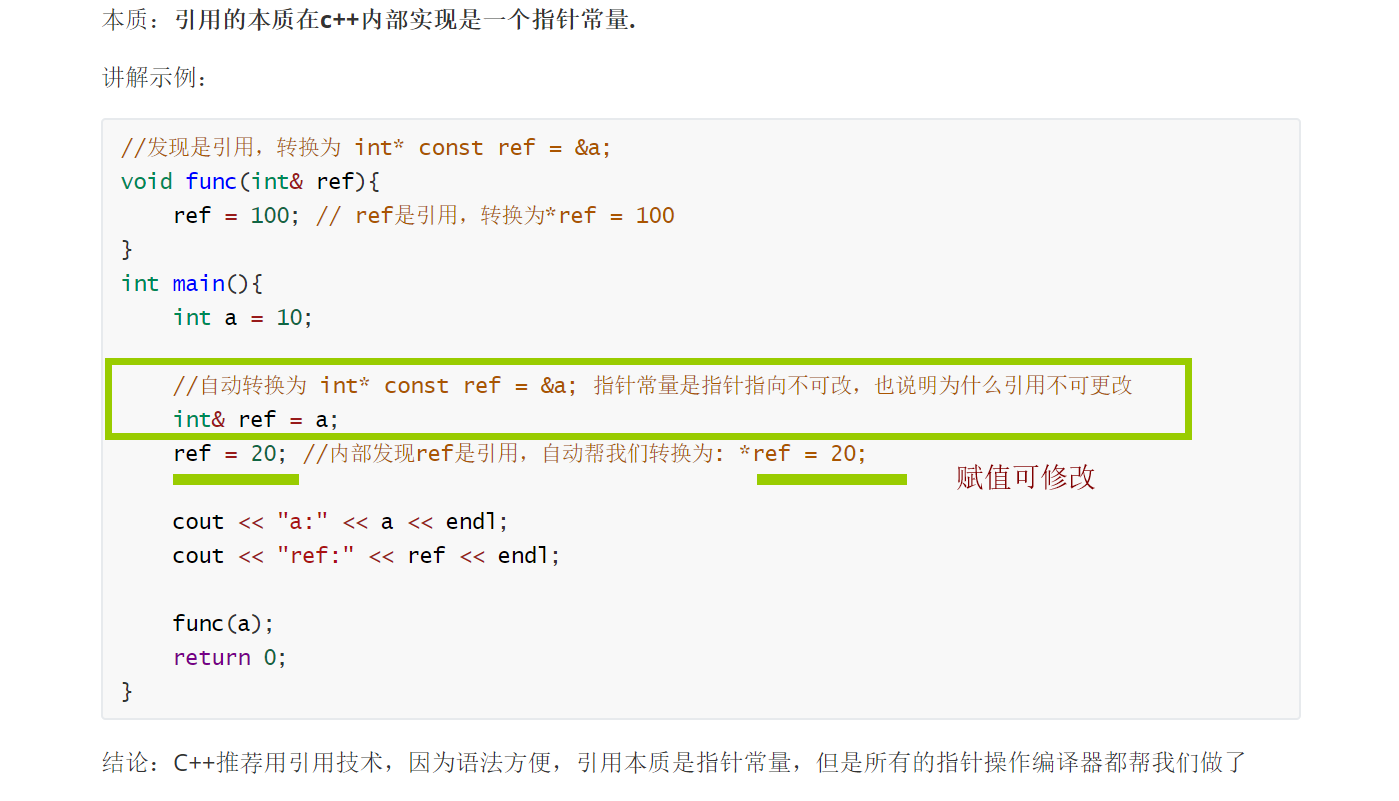 本质：引用的本质在c++内部实现是一个指针常量.
讲解示例：
//发现是引用，转换为 int* const ref = &a;
void func(int& ref){
    ref = 100; // ref是引用，转换为*ref = 100
}
int main(){
    int a = 10;
    //自动转换为 int* const ref = &a; 指针常量是指针指向不可改，也说明为什么引用不可更改
    int& ref = a;
    ref = 20; //内部发现ref是引用，自动帮我们转换为: *ref = 20;
赋值可修改
    cout << "a:" << a << endl;
    cout << "ref:" << ref << endl;
    func(a);
    return 0;
}
结论：C++推荐用引用技术，因为语法方便，引用本质是指针常量，但是所有的指针操作编译器都帮我们做了